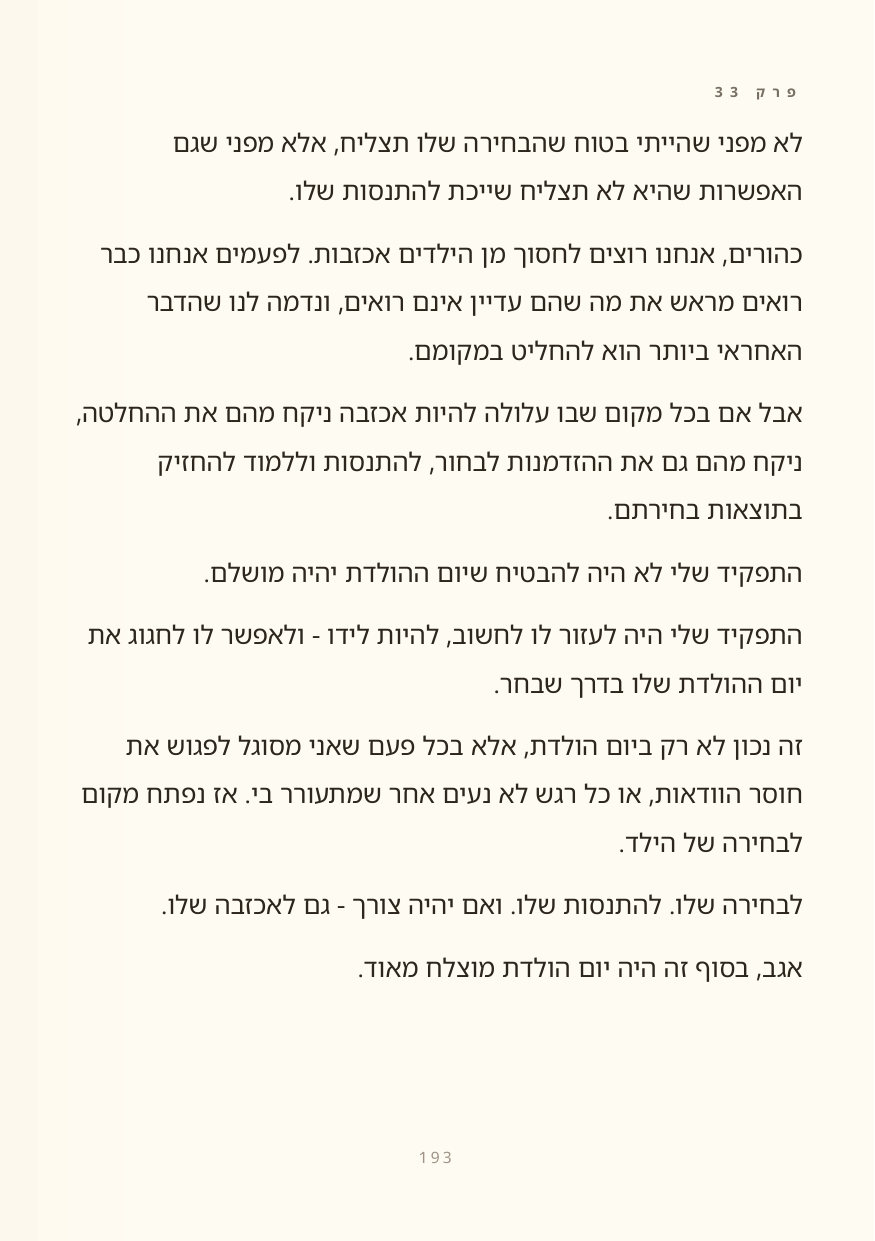 פרק 33
לא מפני שהייתי בטוח שהבחירה שלו תצליח, אלא מפני שגם
האפשרות שהיא לא תצליח שייכת להתנסות שלו.
כהורים, אנחנו רוצים לחסוך מן הילדים אכזבות. לפעמים אנחנו כבר
רואים מראש את מה שהם עדיין אינם רואים, ונדמה לנו שהדבר
האחראי ביותר הוא להחליט במקומם.
אבל אם בכל מקום שבו עלולה להיות אכזבה ניקח מהם את ההחלטה,
ניקח מהם גם את ההזדמנות לבחור, להתנסות וללמוד להחזיק
בתוצאות בחירתם.
התפקיד שלי לא היה להבטיח שיום ההולדת יהיה מושלם.
התפקיד שלי היה לעזור לו לחשוב, להיות לידו - ולאפשר לו לחגוג את
יום ההולדת שלו בדרך שבחר.
זה נכון לא רק ביום הולדת, אלא בכל פעם שאני מסוגל לפגוש את
חוסר הוודאות, או כל רגש לא נעים אחר שמתעורר בי. אז נפתח מקום
לבחירה של הילד.
לבחירה שלו. להתנסות שלו. ואם יהיה צורך - גם לאכזבה שלו.
אגב, בסוף זה היה יום הולדת מוצלח מאוד.
193